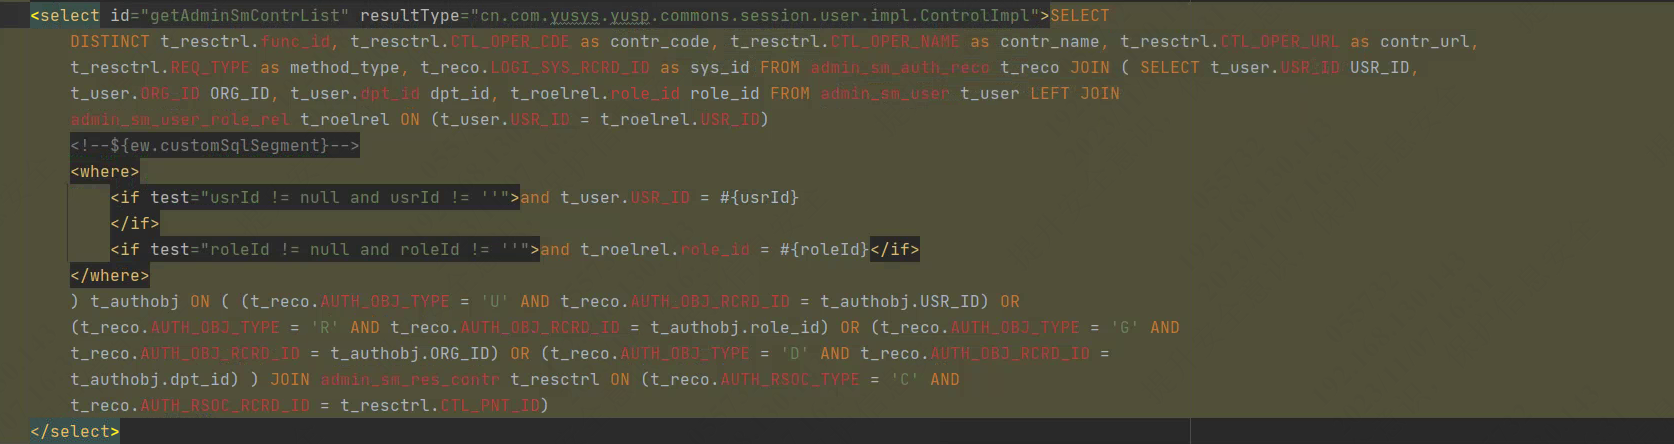 <select id="getAdminSmContrList" resultType="cn.com.yusys.yusp.commons.session.user.impl.ControlImpl">SELECT
DISTINCT t_resctrl.func_id, t_resctrl.CTL_OPER_CDE as contr_code, t_resctrl.CTL_OPER_NAME as contr_name, t_resctrl.CTL_OPER_URL as contr_url,
t_resctrl.REQ_TYPE as method_type, t_reco.LOGI_SYS_RCRD_ID as sys_id FROM admin_sm_auth_reco t_reco JOIN ( SELECT t_user.USR_ID USR_ID,
t_user.ORG_ID ORG_ID, t_user.dpt_id dpt_id, t_roelrel.role_id role_id FROM admin_sm_user t_user LEFT JOIN
admin_sm_user_role_rel t_roelrel ON (t_user.USR_ID = t_roelrel.USR_ID)
<!--${ew.customSqlSegment}-->
<where>
<if test="usrId != null and usrId != ''">and t_user.USR_ID = #{usrId}
</if>
<if test="roleId != null and roleId != ''">and t_roelrel.role_id = #{roleId}</if>
</where>
) t_authobj ON ( (t_reco.AUTH_OBJ_TYPE = 'U' AND t_reco.AUTH_OBJ_RCRD_ID = t_authobj.USR_ID) OR
(t_reco.AUTH_OBJ_TYPE = 'R' AND t_reco.AUTH_OBJ_RCRD_ID = t_authobj.role_id) OR (t_reco.AUTH_OBJ_TYPE = 'G' AND
t_reco.AUTH_OBJ_RCRD_ID = t_authobj.ORG_ID) OR (t_reco.AUTH_OBJ_TYPE = 'D' AND t_reco.AUTH_OBJ_RCRD_ID =
t_authobj.dpt_id) ) JOIN admin_sm_res_contr t_resctrl ON (t_reco.AUTH_RSOC_TYPE = 'C' AND
t_reco.AUTH_RSOC_RCRD_ID = t_resctrl.CTL_PNT_ID)
</select>